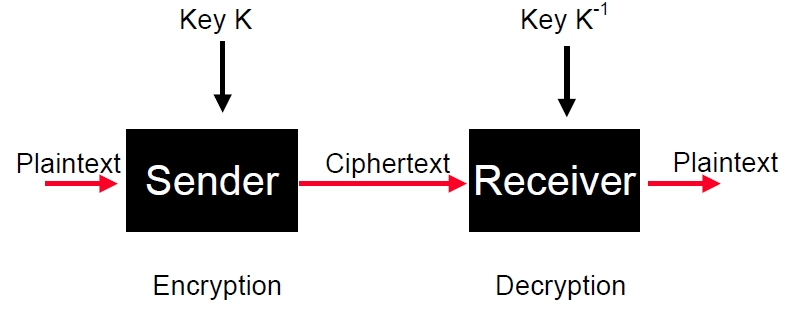 Key K
Key K⁻¹
Plaintext
Sender
Ciphertext
Receiver
Plaintext
Encryption
Decryption